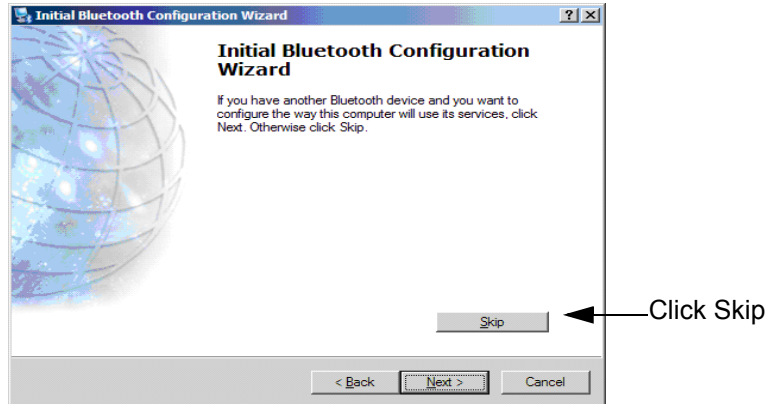 Initial Bluetooth Configuration Wizard
Initial Bluetooth Configuration
Wizard
If you have another Bluetooth device and you want to
configure the way this computer will use its services, click
Next. Otherwise click Skip.
Skip
Click Skip
< Back
Next >
Cancel